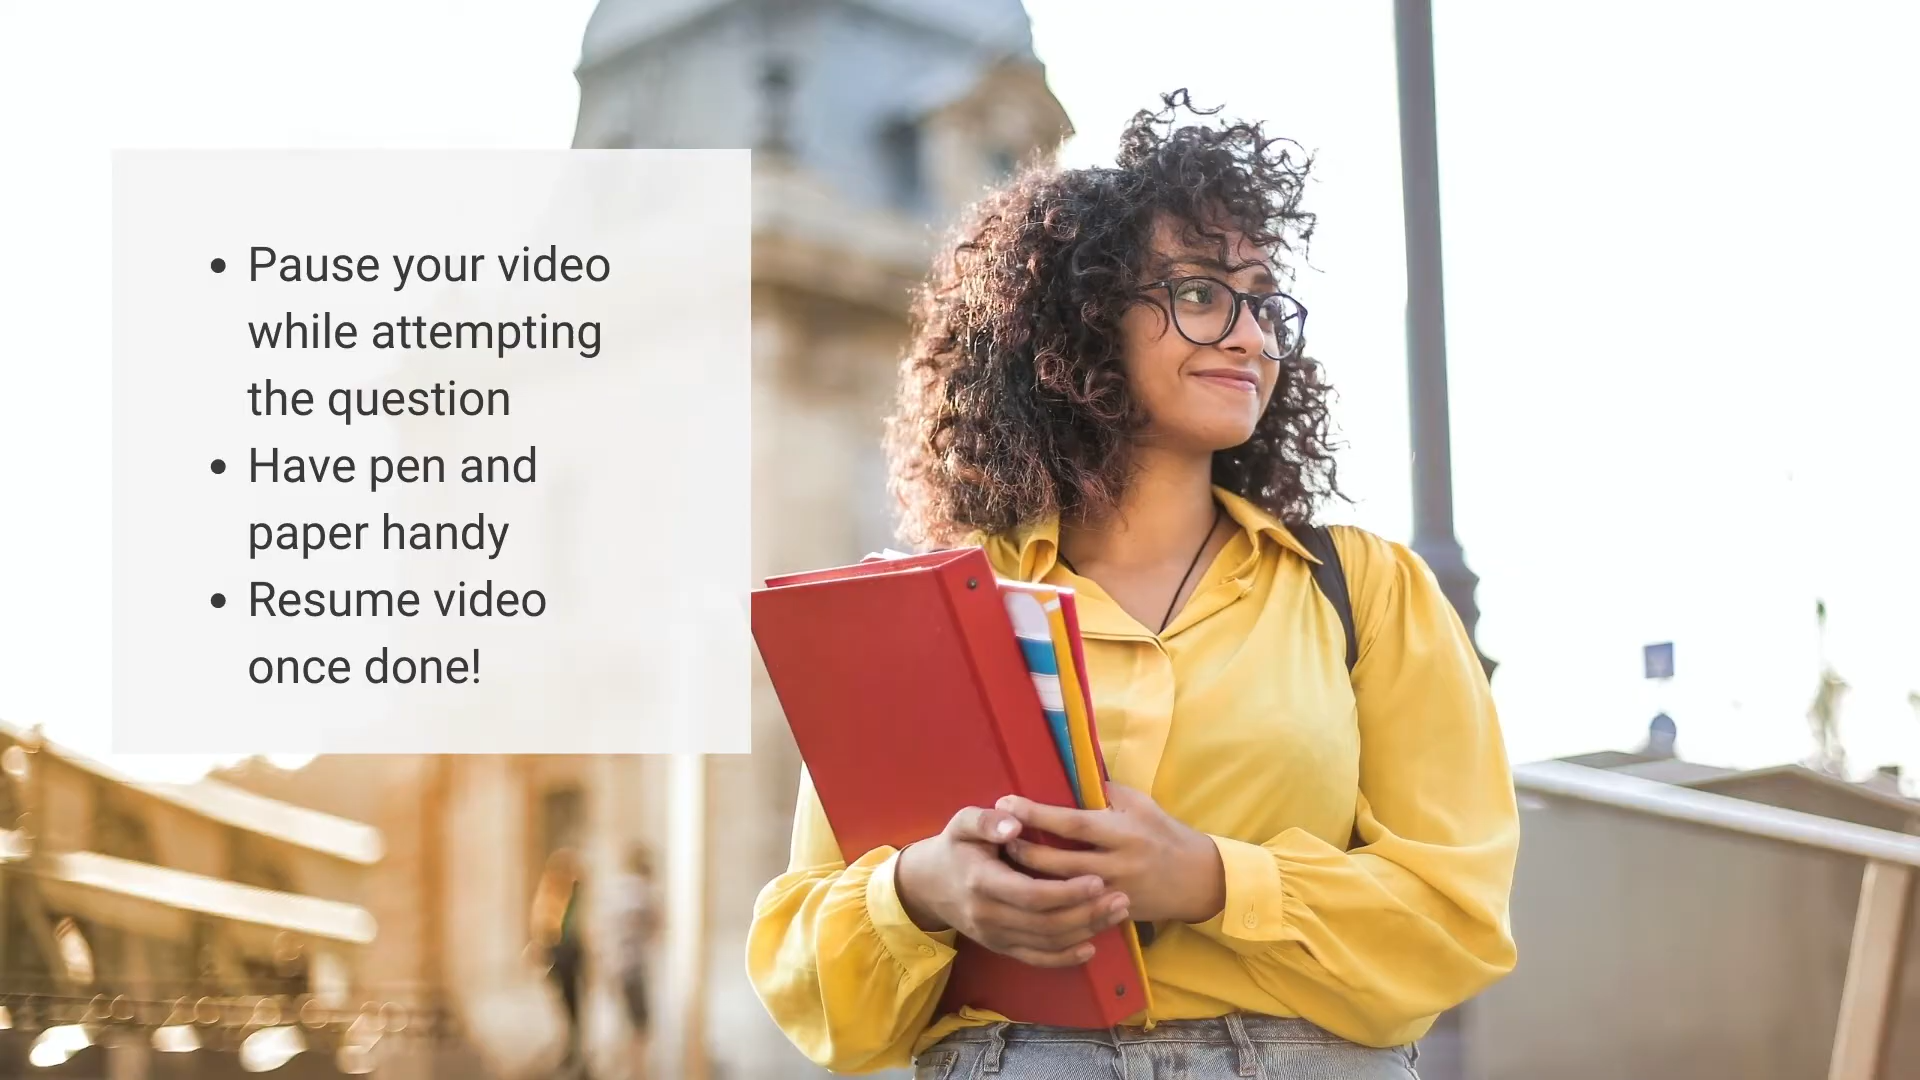 • Pause your video
while attempting
the question
• Have pen and
paper handy
• Resume video
once done!